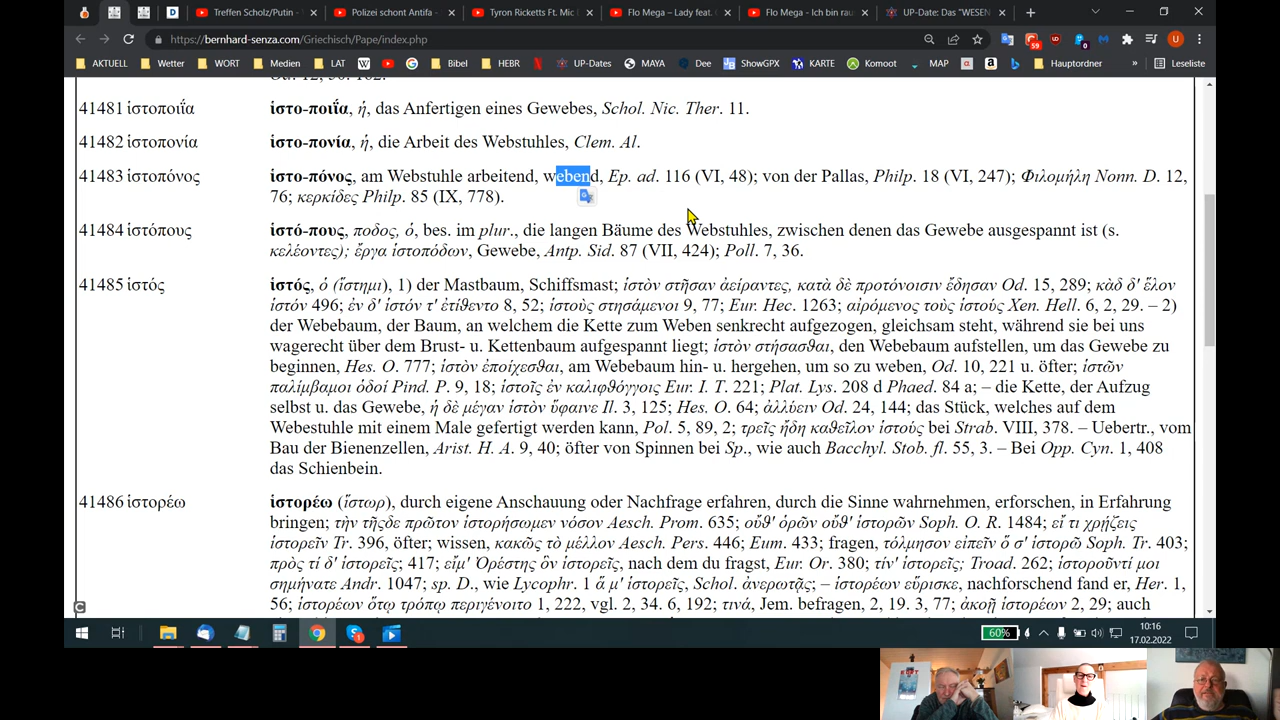 Treffen Scholz/Putin -
Polizei schont Antifa -
Tyron Ricketts Ft. Mic
Flo Mega – Lady feat.
Flo Mega - Ich bin rau
UP-Date: Das "WESEN
https://bernhard-senza.com/Griechisch/Pape/index.php
AKTUELL Wetter WORT Medien LAT Bibel HEBR UP-Dates MAYA Dee ShowGPX KARTE Komoot MAP Hauptordner » Leseliste
41481 ἱστοποιΐα ἱστο-ποιΐα, ἡ, das Anfertigen eines Gewebes, Schol. Nic. Ther. 11.
41482 ἱστοπονία ἱστο-πονία, ἡ, die Arbeit des Webstuhles, Clem. Al.
41483 ἱστοπόνος ἱστο-πόνος, am Webstuhle arbeitend, webend, Ep. ad. 116 (VI, 48); von der Pallas, Philp. 18 (VI, 247); Φιλομήλη Nonn. D. 12,
76; κερκίδες Philp. 85 (IX, 778).
41484 ἱστόπους ἱστό-πους, ποδος, ὁ, bes. im plur., die langen Bäume des Webstuhles, zwischen denen das Gewebe ausgespannt ist (s.
κελέοντες); ἔργα ἱστοπόδων, Gewebe, Antp. Sid. 87 (VII, 424); Poll. 7, 36.
41485 ἱστός ἱστός, ὁ (ἵστημι), 1) der Mastbaum, Schiffsmast; ἱστὸν στῆσαν ἀείραντες, κατὰ δὲ προτόνοισιν ἔδησαν Od. 15, 289; κὰδ δ' ἕλον
ἱστόν 496; ἐν δ' ἱστόν τ' ἐτίθεντο 8, 52; ἱστοὺς στησάμενοι 9, 77; Eur. Hec. 1263; αἰρόμενος τοὺς ἱστούς Xen. Hell. 6, 2, 29. – 2)
der Webebaum, der Baum, an welchem die Kette zum Weben senkrecht aufgezogen, gleichsam steht, während sie bei uns
wagerecht über dem Brust- u. Kettenbaum aufgespannt liegt; ἱστὸν στήσασθαι, den Webebaum aufstellen, um das Gewebe zu
beginnen, Hes. O. 777; ἱστὸν ἐποίχεσθαι, am Webebaum hin- u. hergehen, um so zu weben, Od. 10, 221 u. öfter; ἱστῶν
παλίμβαμοι ὁδοί Pind. P. 9, 18; ἱστοῖς ἐν καλιφθόγγοις Eur. I. T. 221; Plat. Lys. 208 d Phaed. 84 a; – die Kette, der Aufzug
selbst u. das Gewebe, ἡ δὲ μέγαν ἱστὸν ὕφαινε Il. 3, 125; Hes. O. 64; ἀλλύειν Od. 24, 144; das Stück, welches auf dem
Webestuhle mit einem Male gefertigt werden kann, Pol. 5, 89, 2; τρεῖς ἤδη καθεῖλον ἱστούς bei Strab. VIII, 378. – Uebertr., vom
Bau der Bienenzellen, Arist. H. A. 9, 40; öfter von Spinnen bei Sp., wie auch Bacchyl. Stob. fl. 55, 3. – Bei Opp. Cyn. 1, 408
das Schienbein.
41486 ἱστορέω ἱστορέω (ἵστωρ), durch eigene Anschauung oder Nachfrage erfahren, durch die Sinne wahrnehmen, erforschen, in Erfahrung
bringen; τὴν τῆςδε πρῶτον ἱστορήσωμεν νόσον Aesch. Prom. 635; οὔθ' ὁρῶν οὔθ' ἱστορῶν Soph. O. R. 1484; εἴ τι χρῄζεις
ἱστορεῖν Tr. 396, öfter; wissen, κακῶς τὸ μέλλον Aesch. Pers. 446; Eum. 433; fragen, τόλμησον εἰπεῖν ὅ σ' ἱστορῶ Soph. Tr. 403;
πρὸς τί δ' ἱστορεῖς; 417; εἴμ' Ὀρέστης ὃν ἱστορεῖς, nach dem du fragst, Eur. Or. 380; τίν' ἱστορεῖς; Troad. 262; ἱστοροῦντί μοι
σημήνατε Andr. 1047; sp. D., wie Lycophr. 1 ἅ μ' ἱστορεῖς, Schol. ἀνερωτᾷς; – ἱστορέων εὕρισκε, nachforschend fand er, Her. 1,
56; ἱστορέων ὅτῳ τρόπῳ περιγένοιτο 1, 222, vgl. 2, 34. 6, 192; τινά, Jem. befragen, 2, 19. 3, 77; ἀκοῇ ἱστορέων 2, 29; auch
60%
10:16
17.02.2022